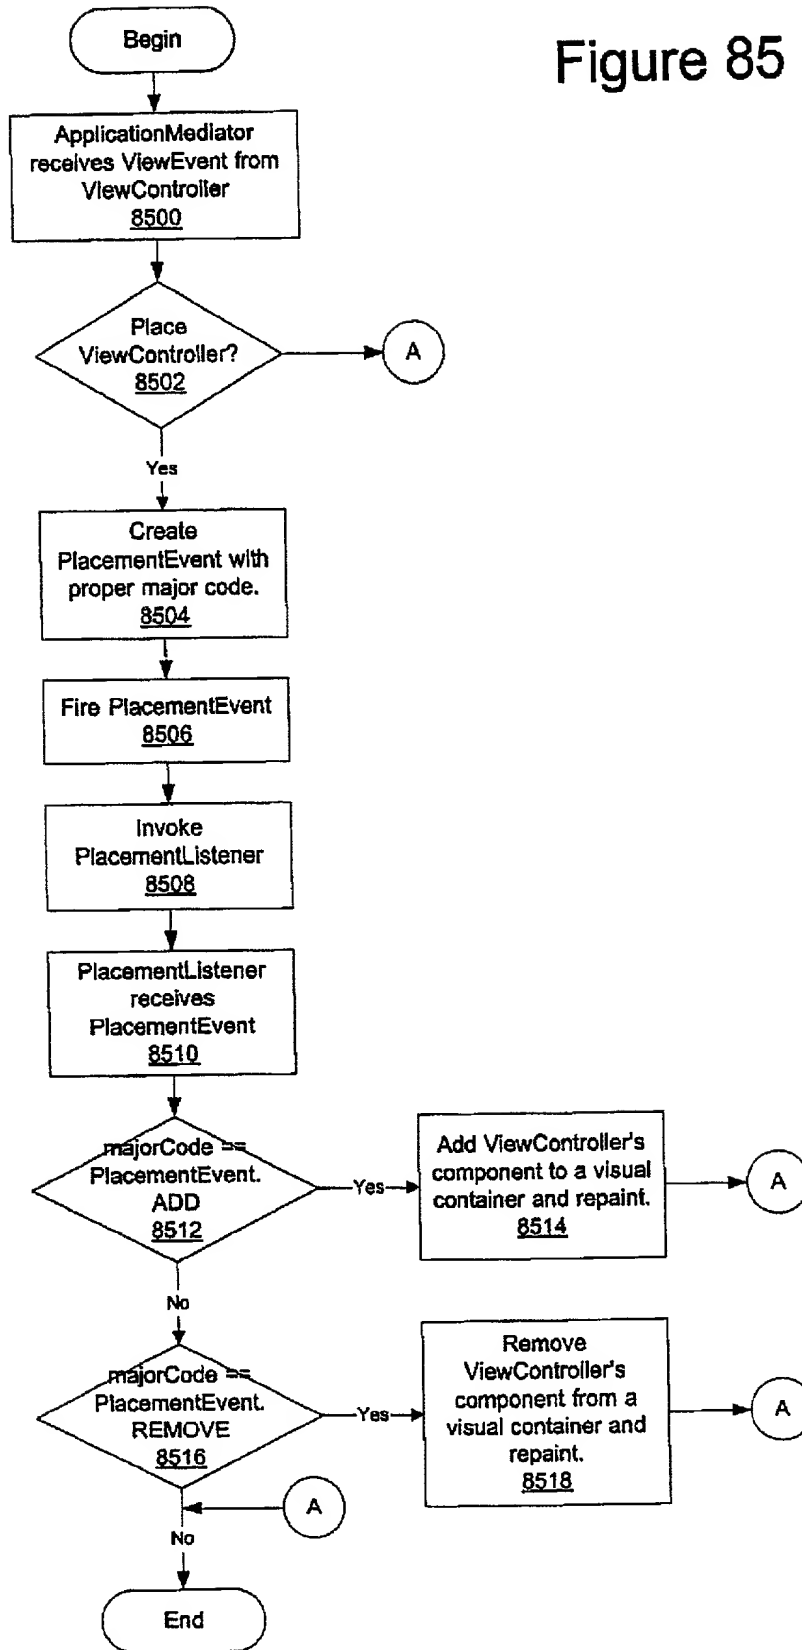 Figure 85
Begin
ApplicationMediator
receives ViewEvent from
ViewController
8500
Place
ViewController?
8502
A
Yes
Create
PlacementEvent with
proper major code.
8504
Fire PlacementEvent
8506
Invoke
PlacementListener
8508
PlacementListener
receives
PlacementEvent
8510
majorCode ==
PlacementEvent.
ADD
8512
Yes
Add ViewController's
component to a visual
container and repaint.
8514
A
No
majorCode ==
PlacementEvent.
REMOVE
8516
Yes
Remove
ViewController's
component from a
visual container and
repaint.
8518
A
A
No
End